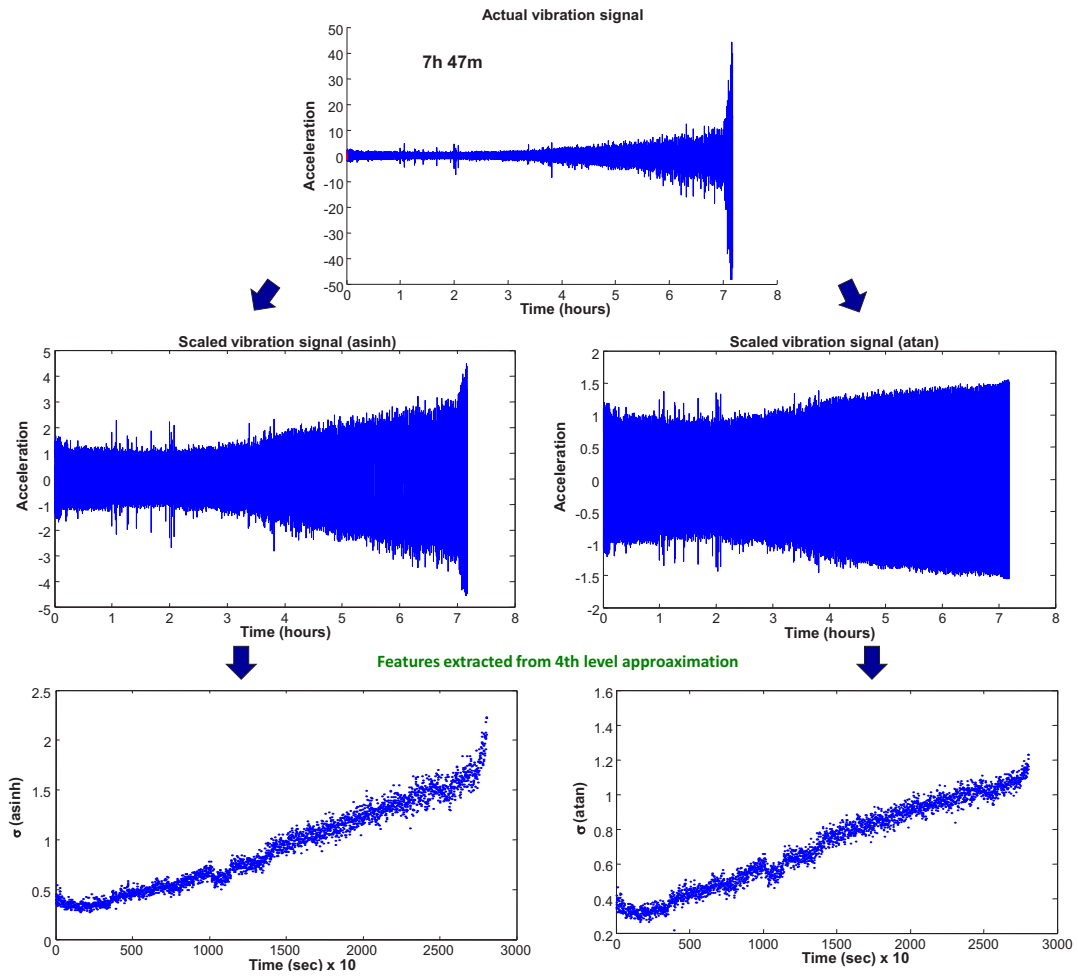 Actual vibration signal
7h 47m
Acceleration
50
40
30
20
10
0
-10
-20
-30
-40
-50
0 1 2 3 4 5 6 7 8
Time (hours)
Scaled vibration signal (asinh)
Acceleration
5
4
3
2
1
0
-1
-2
-3
-4
-5
0 1 2 3 4 5 6 7 8
Time (hours)
Scaled vibration signal (atan)
Acceleration
2
1.5
1
0.5
0
-0.5
-1
-1.5
-2
0 1 2 3 4 5 6 7 8
Time (hours)
Features extracted from 4th level approaximation
σ (asinh)
2.5
2
1.5
1
0.5
0
0 500 1000 1500 2000 2500 3000
Time (sec) x 10
σ (atan)
1.6
1.4
1.2
1
0.8
0.6
0.4
0.2
0 500 1000 1500 2000 2500 3000
Time (sec) x 10